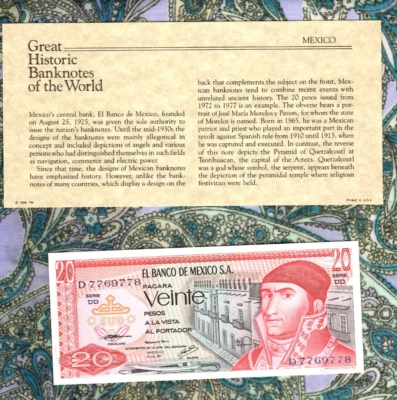 Great
Historic
Banknotes
of the World
Mexico's central bank, El Banco de Mexico, founded
on August 25, 1925, was given the sole authority to
issue the nation's banknotes. Until the mid-1930s the
designs of the banknotes were mainly allegorical in
concept and included depictions of angels and various
persons who had distinguished themselves in such fields
as navigation, commerce and electric power.
Since that time, the designs of Mexican banknotes
have emphasized history. However, unlike the bank-
notes of many countries, which display a design on the
MEXICO
back that complements the subject on the front, Mex-
ican banknotes tend to combine recent events with
unrelated ancient history. The 20 pesos issued from
1972 to 1977 is an example. The obverse bears a por-
trait of José María Morelos y Pavon, for whom the state
of Morelos is named. Born in 1865, he was a Mexican
patriot and priest who played an important part in the
revolt against Spanish rule from 1910 until 1915, when
he was captured and executed. In contrast, the reverse
of this note depicts the Pyramid of Quetzalcoatl at
Teotihuacan, the capital of the Aztecs. Quetzalcoatl
was a god whose symbol, the serpent, appears beneath
the depiction of the pyramidal temple where religious
festivities were held.
20
EL BANCO DE MEXICO S.A.
D 7769778
SERIE
DD
PAGARA
Veinte
PESOS
A LA VISTA
AL PORTADOR
SERIE
DD
D 7769778
20